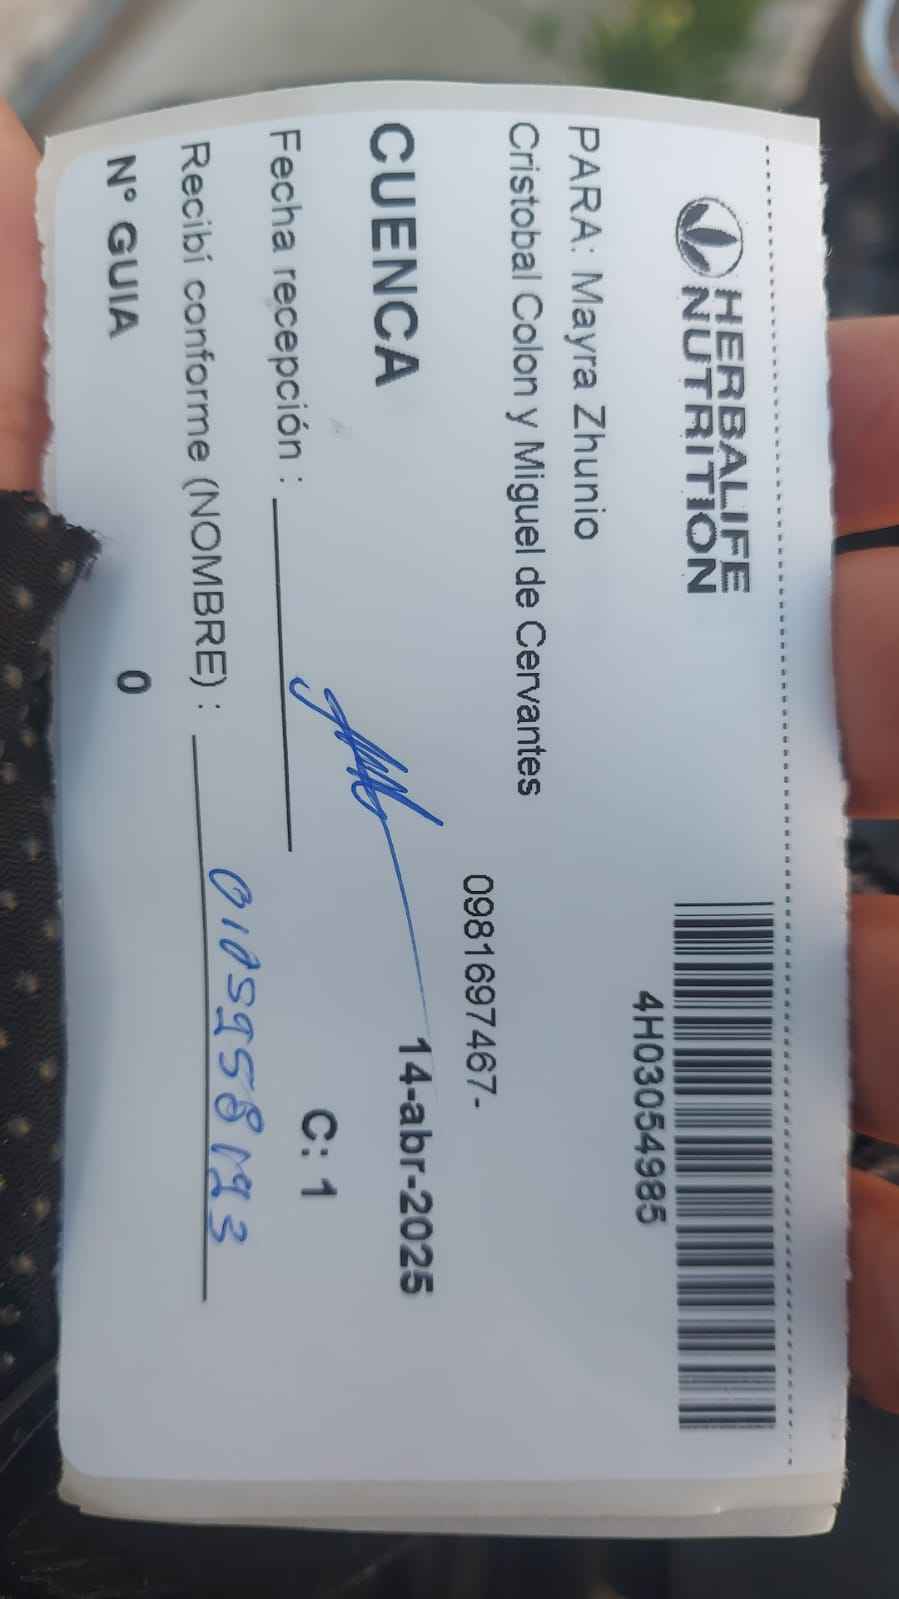 HERBALIFE
NUTRITION
4H03054985
PARA: Mayra Zhunio
Cristobal Colon y Miguel de Cervantes
0981697467-
CUENCA
14-abr-2025
Fecha recepción :
C: 1
Recibí conforme (NOMBRE) :
N° GUIA
0